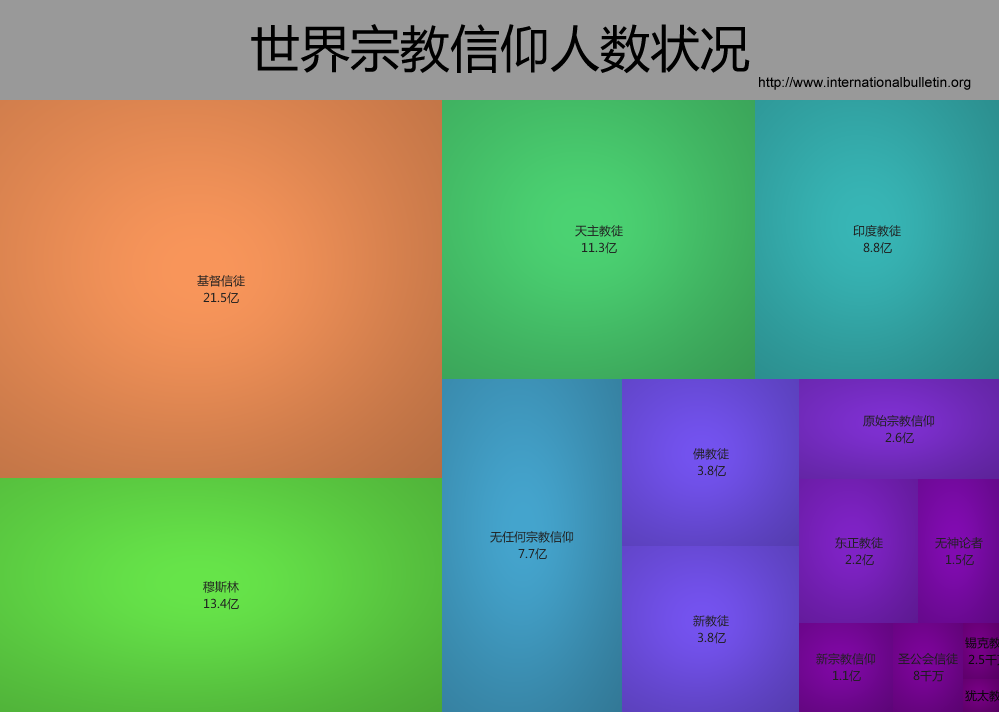 世界宗教信仰人数状况
http://www.internationalbulletin.org
基督信徒
21.5亿
天主教徒
11.3亿
印度教徒
8.8亿
穆斯林
13.4亿
无任何宗教信仰
7.7亿
佛教徒
3.8亿
新教徒
3.8亿
原始宗教信仰
2.6亿
东正教徒
2.2亿
无神论者
1.5亿
新宗教信仰
1.1亿
圣公会信徒
8千万
锡克教
2.5千
犹太教